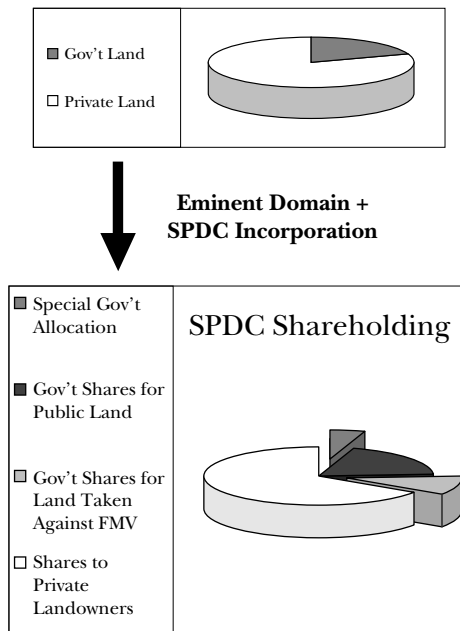 Gov't Land
Private Land
Eminent Domain +
SPDC Incorporation
Special Gov't
Allocation
Gov't Shares for
Public Land
Gov't Shares for
Land Taken
Against FMV
Shares to
Private
Landowners
SPDC Shareholding